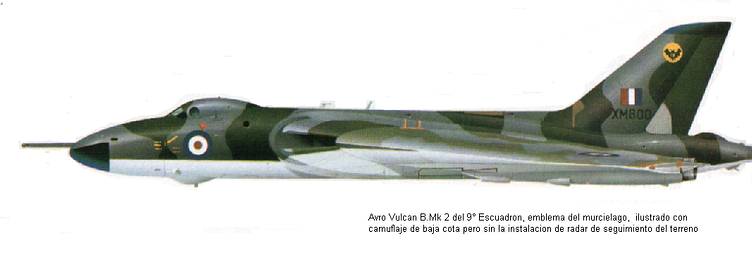 XM600
Avro Vulcan B.Mk 2 del 9° Escuadron, emblema del murcielago, ilustrado con
camuflaje de baja cota pero sin la instalacion de radar de seguimiento del terreno